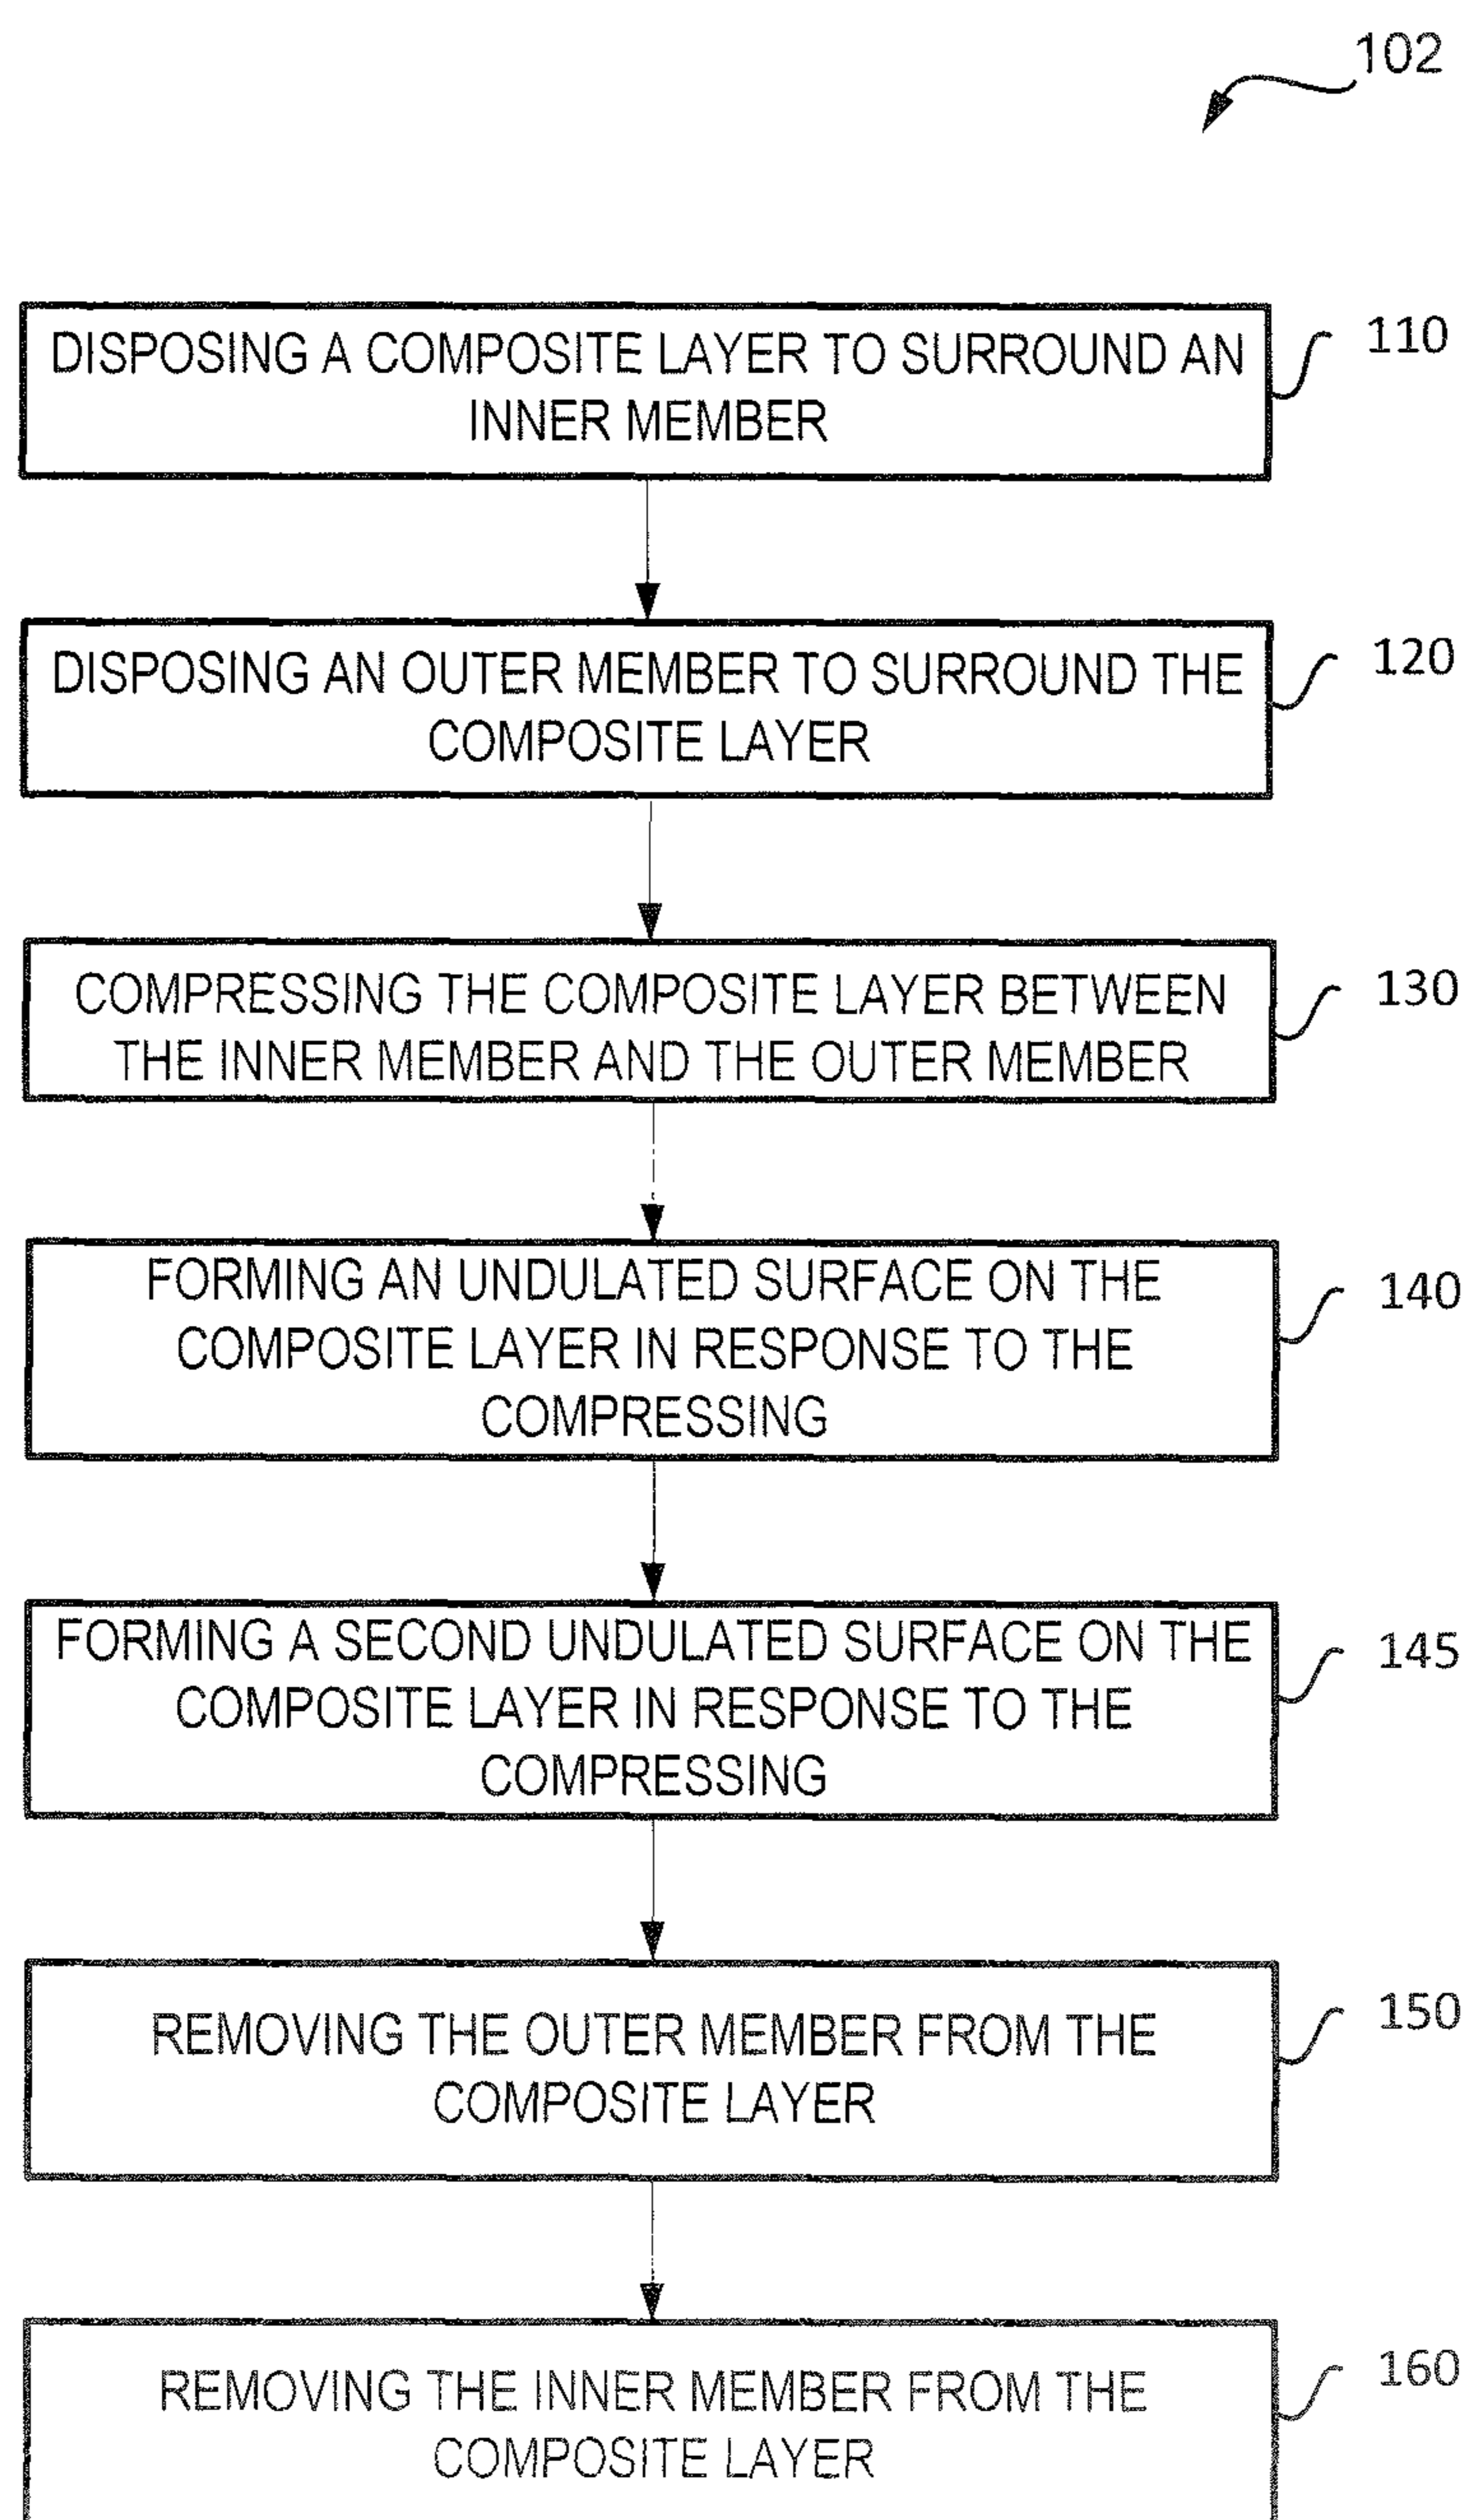 102
DISPOSING A COMPOSITE LAYER TO SURROUND AN
INNER MEMBER
110
DISPOSING AN OUTER MEMBER TO SURROUND THE
COMPOSITE LAYER
120
COMPRESSING THE COMPOSITE LAYER BETWEEN
THE INNER MEMBER AND THE OUTER MEMBER
130
FORMING AN UNDULATED SURFACE ON THE
COMPOSITE LAYER IN RESPONSE TO THE
COMPRESSING
140
FORMING A SECOND UNDULATED SURFACE ON THE
COMPOSITE LAYER IN RESPONSE TO THE
COMPRESSING
145
REMOVING THE OUTER MEMBER FROM THE
COMPOSITE LAYER
150
REMOVING THE INNER MEMBER FROM THE
COMPOSITE LAYER
160